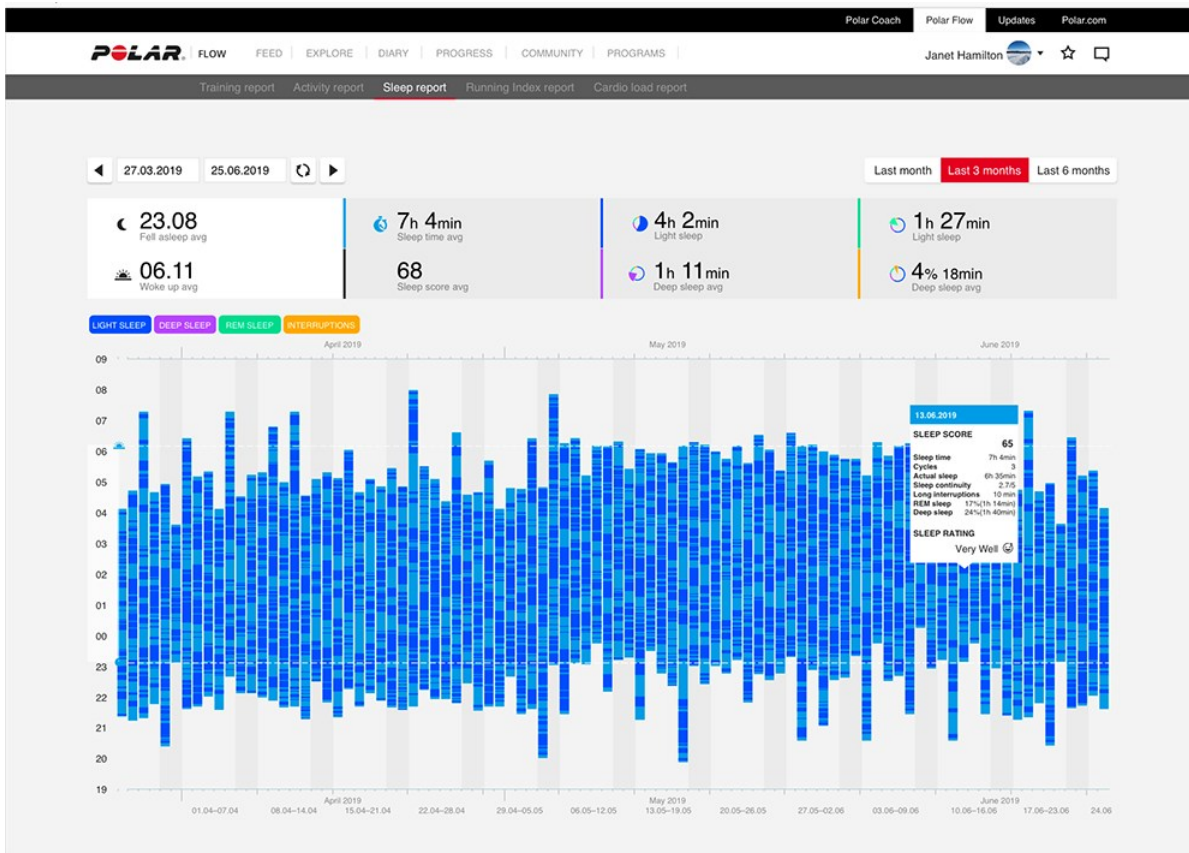 Polar Coach Polar Flow Updates Polar.com
POLAR. FLOW FEED EXPLORE DIARY PROGRESS COMMUNITY PROGRAMS Janet Hamilton
Training report Activity report Sleep report Running Index report Cardio load report
27.03.2019 25.06.2019 Last month Last 3 months Last 6 months
23.08 7h 4min 4h 2min 1h 27min
Fell asleep avg Sleep time avg Light sleep Light sleep
06.11 68 1h 11min 4% 18min
Woke up avg Sleep score avg Deep sleep avg Deep sleep avg
LIGHT SLEEP DEEP SLEEP REM SLEEP INTERRUPTIONS
April 2019 May 2019 June 2019
09
08
07
06
05
04
03
02
01
00
23
22
21
20
19
13.06.2019
SLEEP SCORE
65
Sleep time 7h 4min
Cycles 3
Actual sleep 6h 35min
Sleep continuity 2.7/5
Long interruptions 10 min
REM sleep 17%(1h 14min)
Deep sleep 24%(1h 40min)
SLEEP RATING
Very Well
April 2019 May 2019 June 2019
01.04–07.04 08.04–14.04 15.04–21.04 22.04–28.04 29.04–05.05 06.05–12.05 13.05–19.05 20.05–26.05 27.05–02.06 03.06–09.06 10.06–16.06 17.06–23.06 24.06